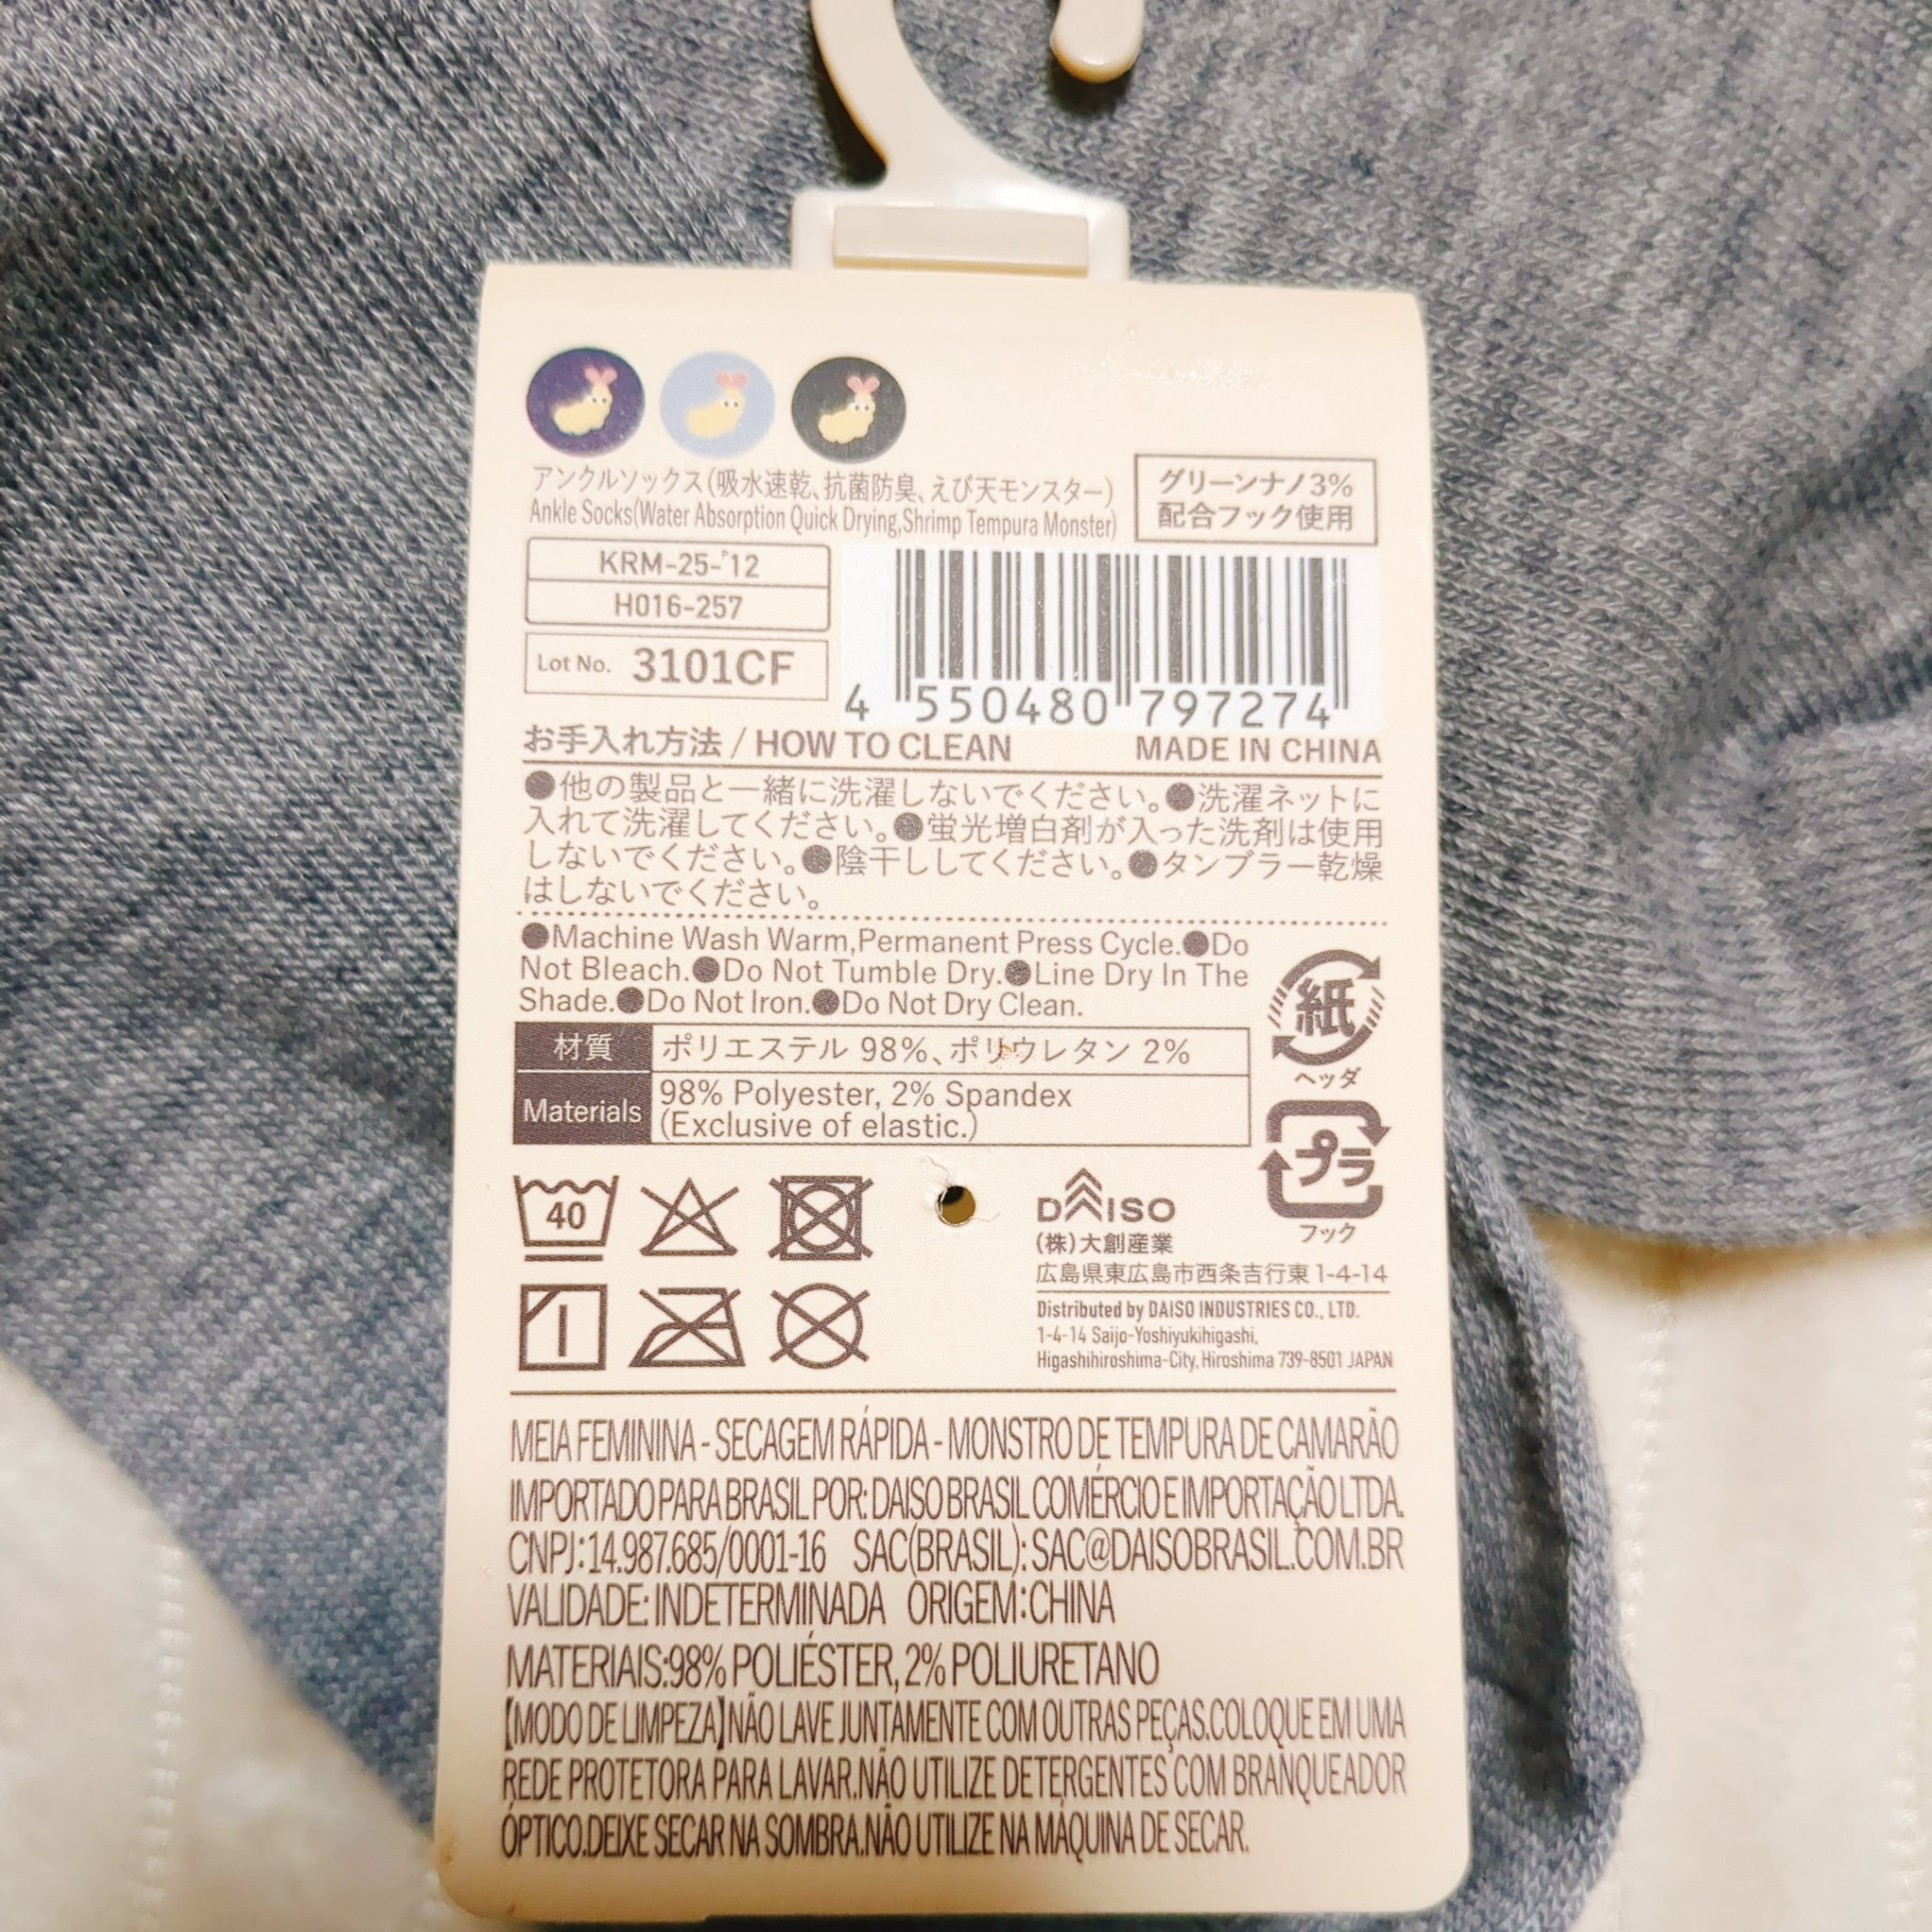 アンクルソックス(吸水速乾、抗菌防臭、えび天モンスター)
Ankle Socks(Water Absorption Quick Drying,Shrimp Tempura Monster)
グリーンナノ3%
配合フック使用
KRM-25-'12
H016-257
Lot No. 3101CF
4 550480 797274
お手入れ方法 / HOW TO CLEAN MADE IN CHINA
●他の製品と一緒に洗濯しないでください。●洗濯ネットに
入れて洗濯してください。●蛍光増白剤が入った洗剤は使用
しないでください。●陰干ししてください。●タンブラー乾燥
はしないでください。
●Machine Wash Warm,Permanent Press Cycle.●Do
Not Bleach.●Do Not Tumble Dry.●Line Dry In The
Shade.●Do Not Iron.●Do Not Dry Clean.
紙
ヘッダ
材質 ポリエステル 98%、ポリウレタン 2%
Materials 98% Polyester, 2% Spandex
(Exclusive of elastic.)
プラ
フック
40
DAISO
(株)大創産業
広島県東広島市西条吉行東1-4-14
Distributed by DAISO INDUSTRIES CO., LTD.
1-4-14 Saijo-Yoshiyukihigashi,
Higashihiroshima-City, Hiroshima 739-8501 JAPAN
MEIA FEMININA - SECAGEM RÁPIDA - MONSTRO DE TEMPURA DE CAMARÃO
IMPORTADO PARA BRASIL POR: DAISO BRASIL COMÉRCIO E IMPORTAÇÃO LTDA.
CNPJ:14.987.685/0001-16 SAC(BRASIL): SAC@DAISOBRASIL.COM.BR
VALIDADE: INDETERMINADA ORIGEM:CHINA
MATERIAIS:98% POLIÉSTER, 2% POLIURETANO
【MODO DE LIMPEZA】NÃO LAVE JUNTAMENTE COM OUTRAS PEÇAS.COLOQUE EM UMA
REDE PROTETORA PARA LAVAR.NÃO UTILIZE DETERGENTES COM BRANQUEADOR
ÓPTICO.DEIXE SECAR NA SOMBRA.NÃO UTILIZE NA MÁQUINA DE SECAR.